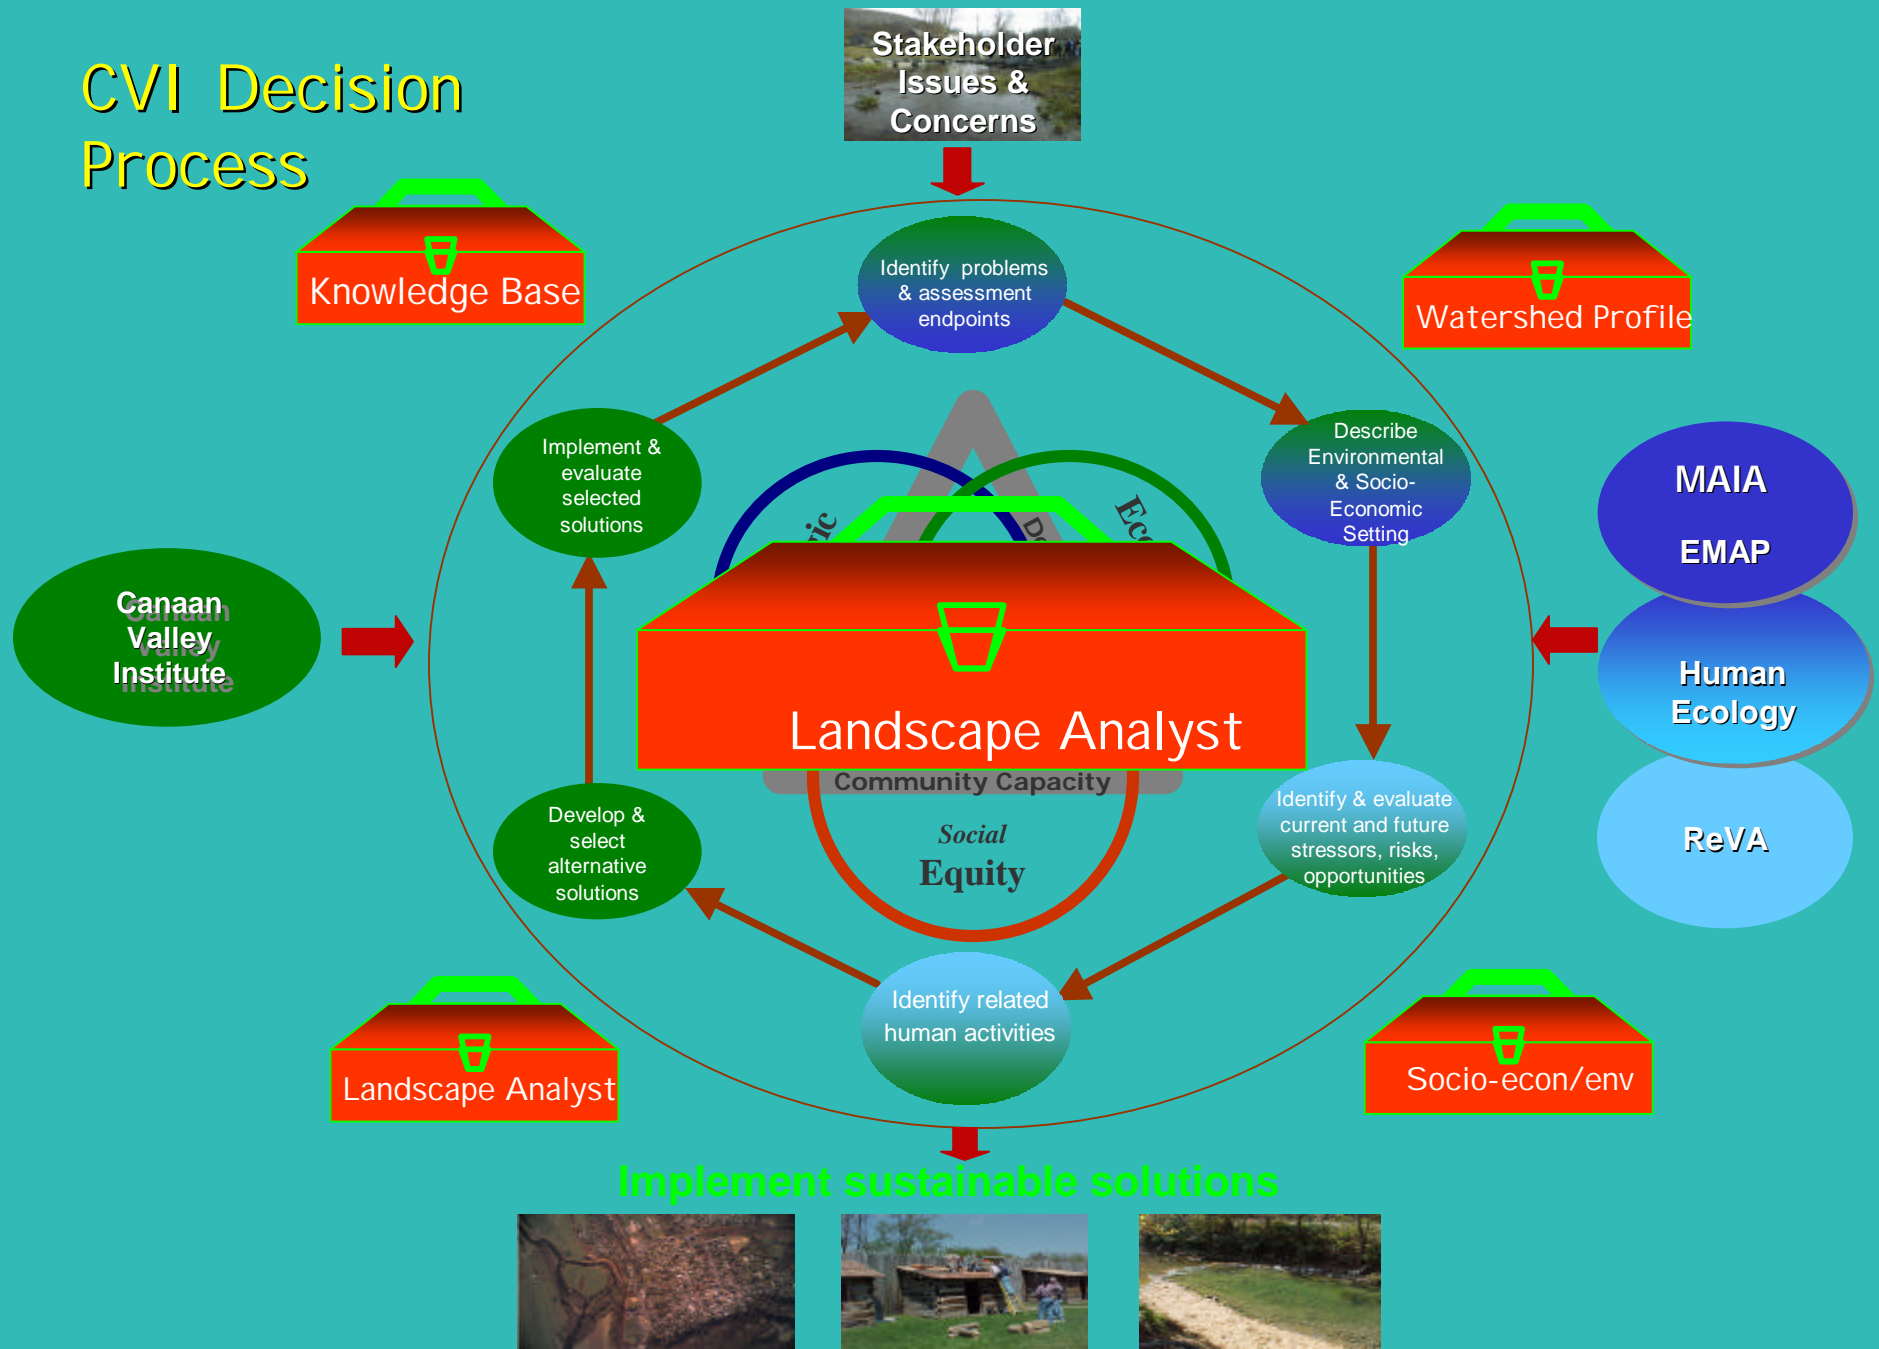 CVI Decision
Process
Stakeholder
Issues &
Concerns
Knowledge Base
Watershed Profile
Identify problems
& assessment
endpoints
Implement &
evaluate
selected
solutions
Describe
Environmental
& Socio-
Economic
Setting
MAIA
EMAP
Canaan
Valley
Institute
Human
Ecology
Landscape Analyst
Community Capacity
Social
Equity
Develop &
select
alternative
solutions
Identify & evaluate
current and future
stressors, risks,
opportunities
ReVA
Identify related
human activities
Landscape Analyst
Socio-econ/env
Implement sustainable solutions